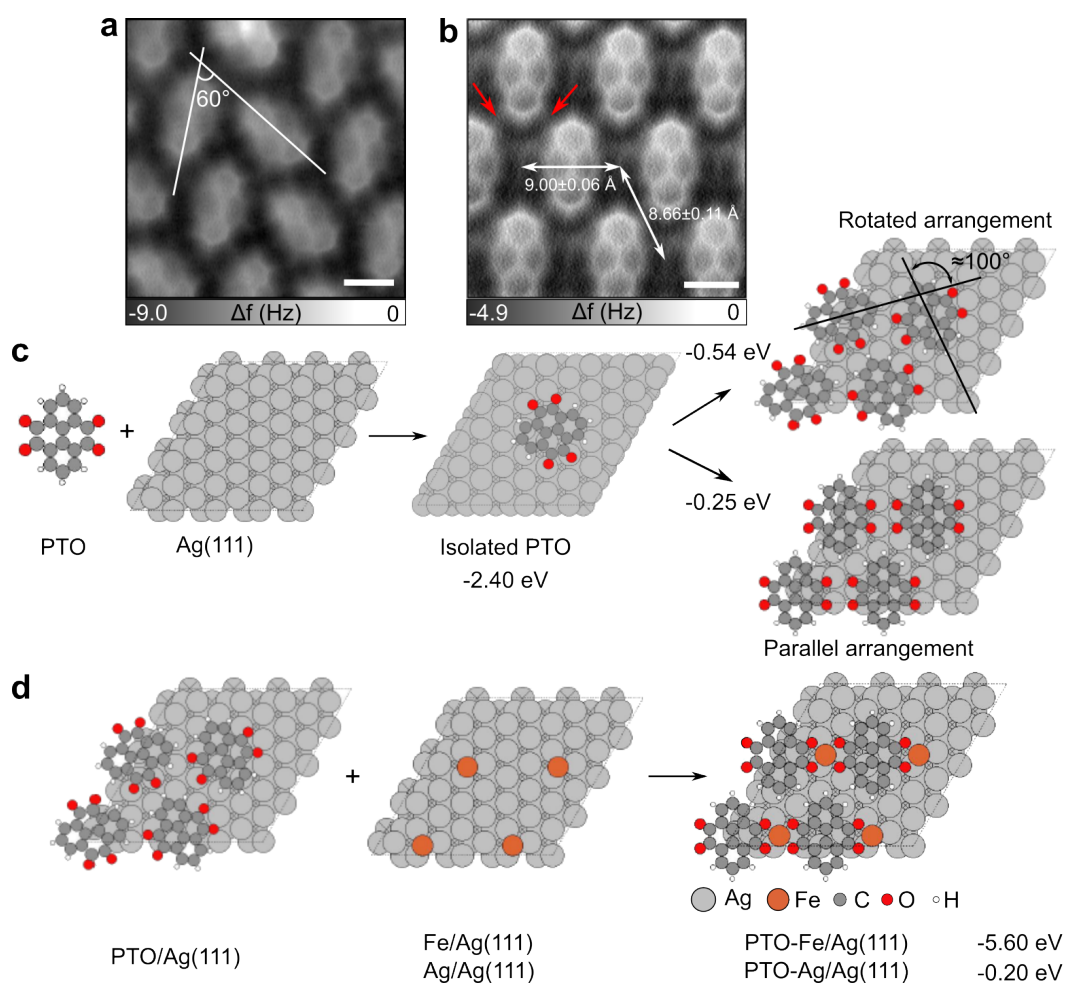 a
60°
-9.0 Δf (Hz) 0
b
9.00±0.06 Å
8.66±0.11 Å
-4.9 Δf (Hz) 0
Rotated arrangement
≈100°
c
+
-0.54 eV
-0.25 eV
PTO
Ag(111)
Isolated PTO
-2.40 eV
Parallel arrangement
d
+
Ag Fe C O H
PTO/Ag(111)
Fe/Ag(111)
Ag/Ag(111)
PTO-Fe/Ag(111) -5.60 eV
PTO-Ag/Ag(111) -0.20 eV